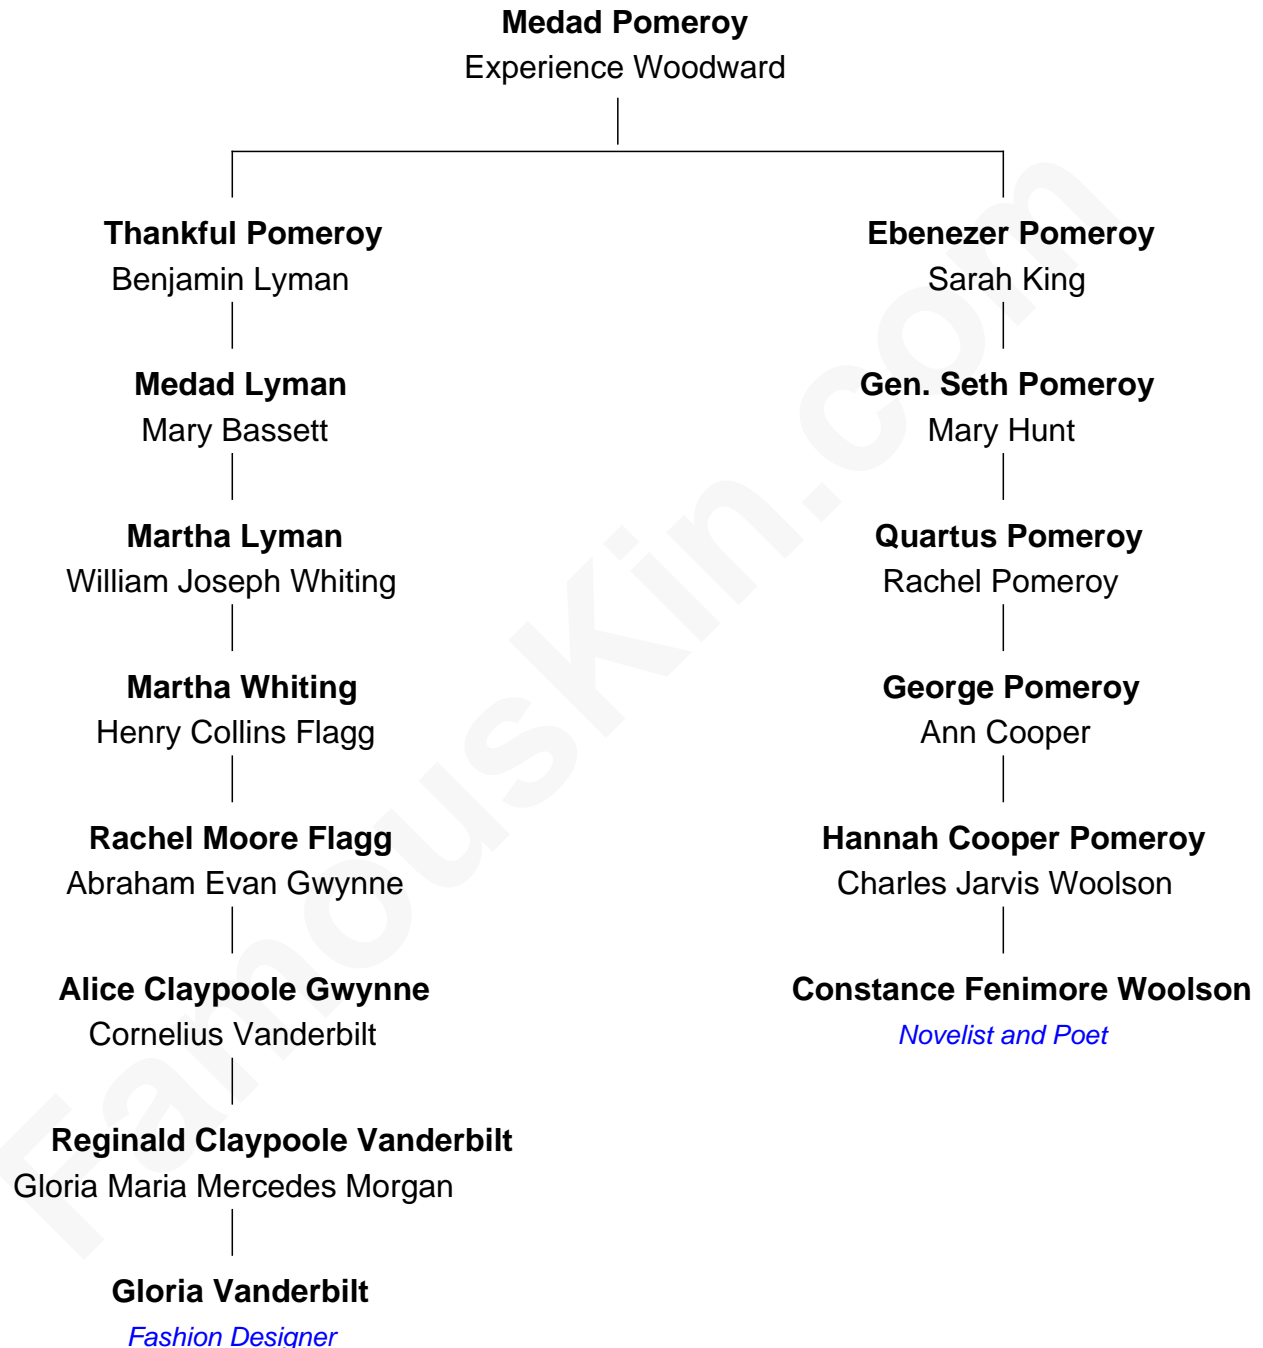 Medad Pomeroy
Experience Woodward
Thankful Pomeroy
Benjamin Lyman
Ebenezer Pomeroy
Sarah King
Medad Lyman
Mary Bassett
Gen. Seth Pomeroy
Mary Hunt
Martha Lyman
William Joseph Whiting
Quartus Pomeroy
Rachel Pomeroy
Martha Whiting
Henry Collins Flagg
George Pomeroy
Ann Cooper
Rachel Moore Flagg
Abraham Evan Gwynne
Hannah Cooper Pomeroy
Charles Jarvis Woolson
Alice Claypoole Gwynne
Cornelius Vanderbilt
Constance Fenimore Woolson
Novelist and Poet
Reginald Claypoole Vanderbilt
Gloria Maria Mercedes Morgan
Gloria Vanderbilt
Fashion Designer
FamousKin.com